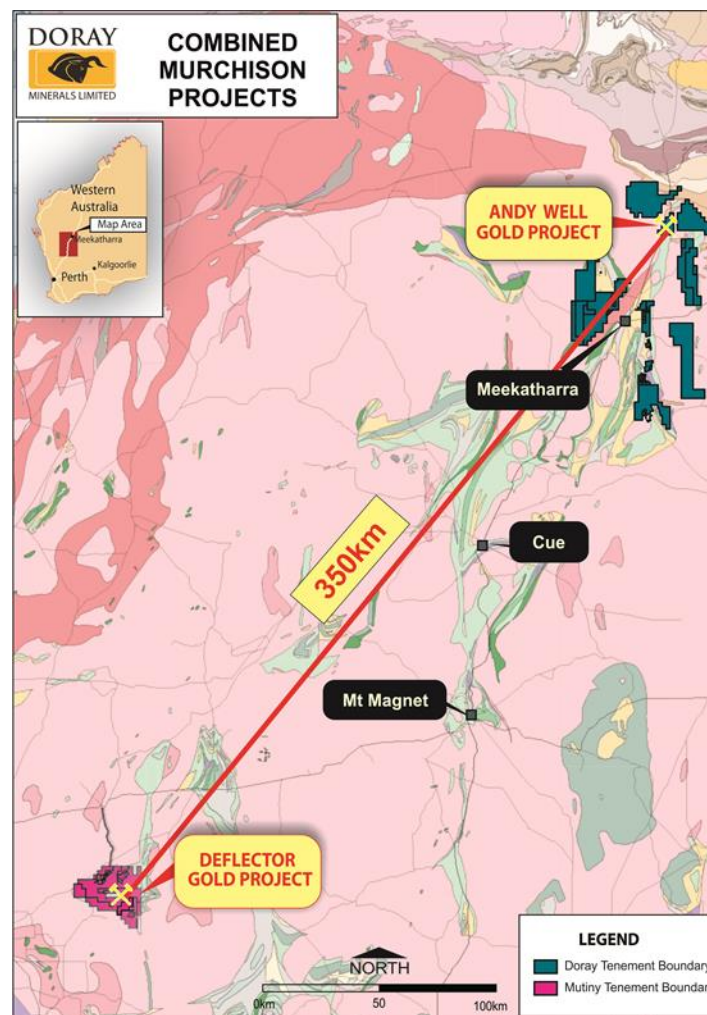 DORAY
MINERALS LIMITED
COMBINED
MURCHISON
PROJECTS
Western
Australia
Map Area
Meekatharra
Kalgoorlie
Perth
ANDY WELL
GOLD PROJECT
Meekatharra
350km
Cue
Mt Magnet
DEFLECTOR
GOLD PROJECT
NORTH
0km
50
100km
LEGEND
Doray Tenement Boundary
Mutiny Tenement Boundary